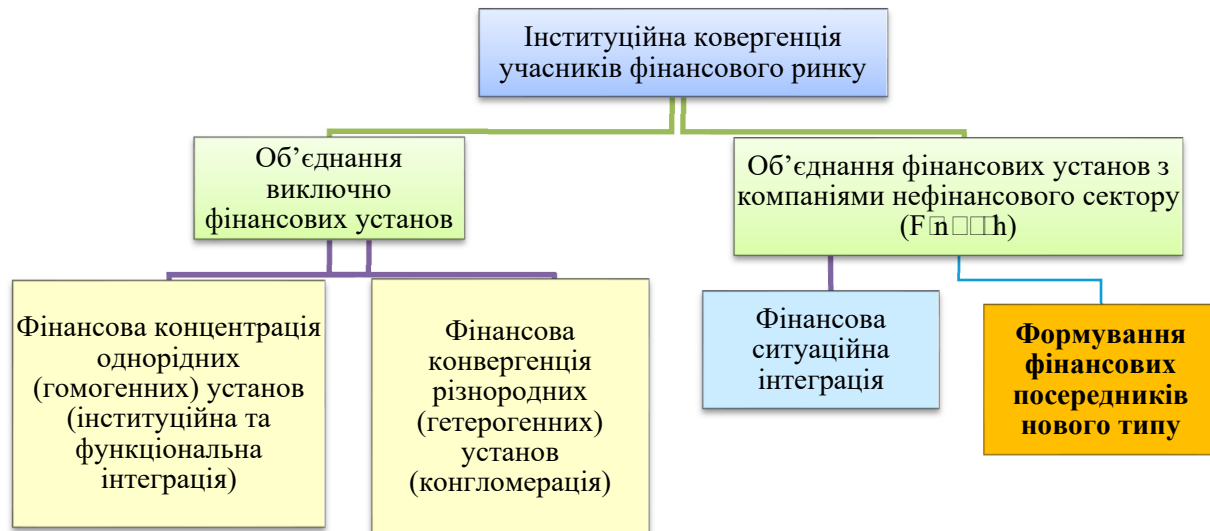 Інституційна ковергенція
учасників фінансового ринку
Об’єднання
виключно
фінансових установ
Об’єднання фінансових установ з
компаніями нефінансового сектору
Фінансова концентрація
однорідних
(гомогенних) установ
(інституційна та
функціональна
інтеграція)
Фінансова
конвергенція
різнородних
(гетерогенних)
установ
(конгломерація)
Фінансова
ситуаційна
інтеграція
Формування
фінансових
посередників
нового типу